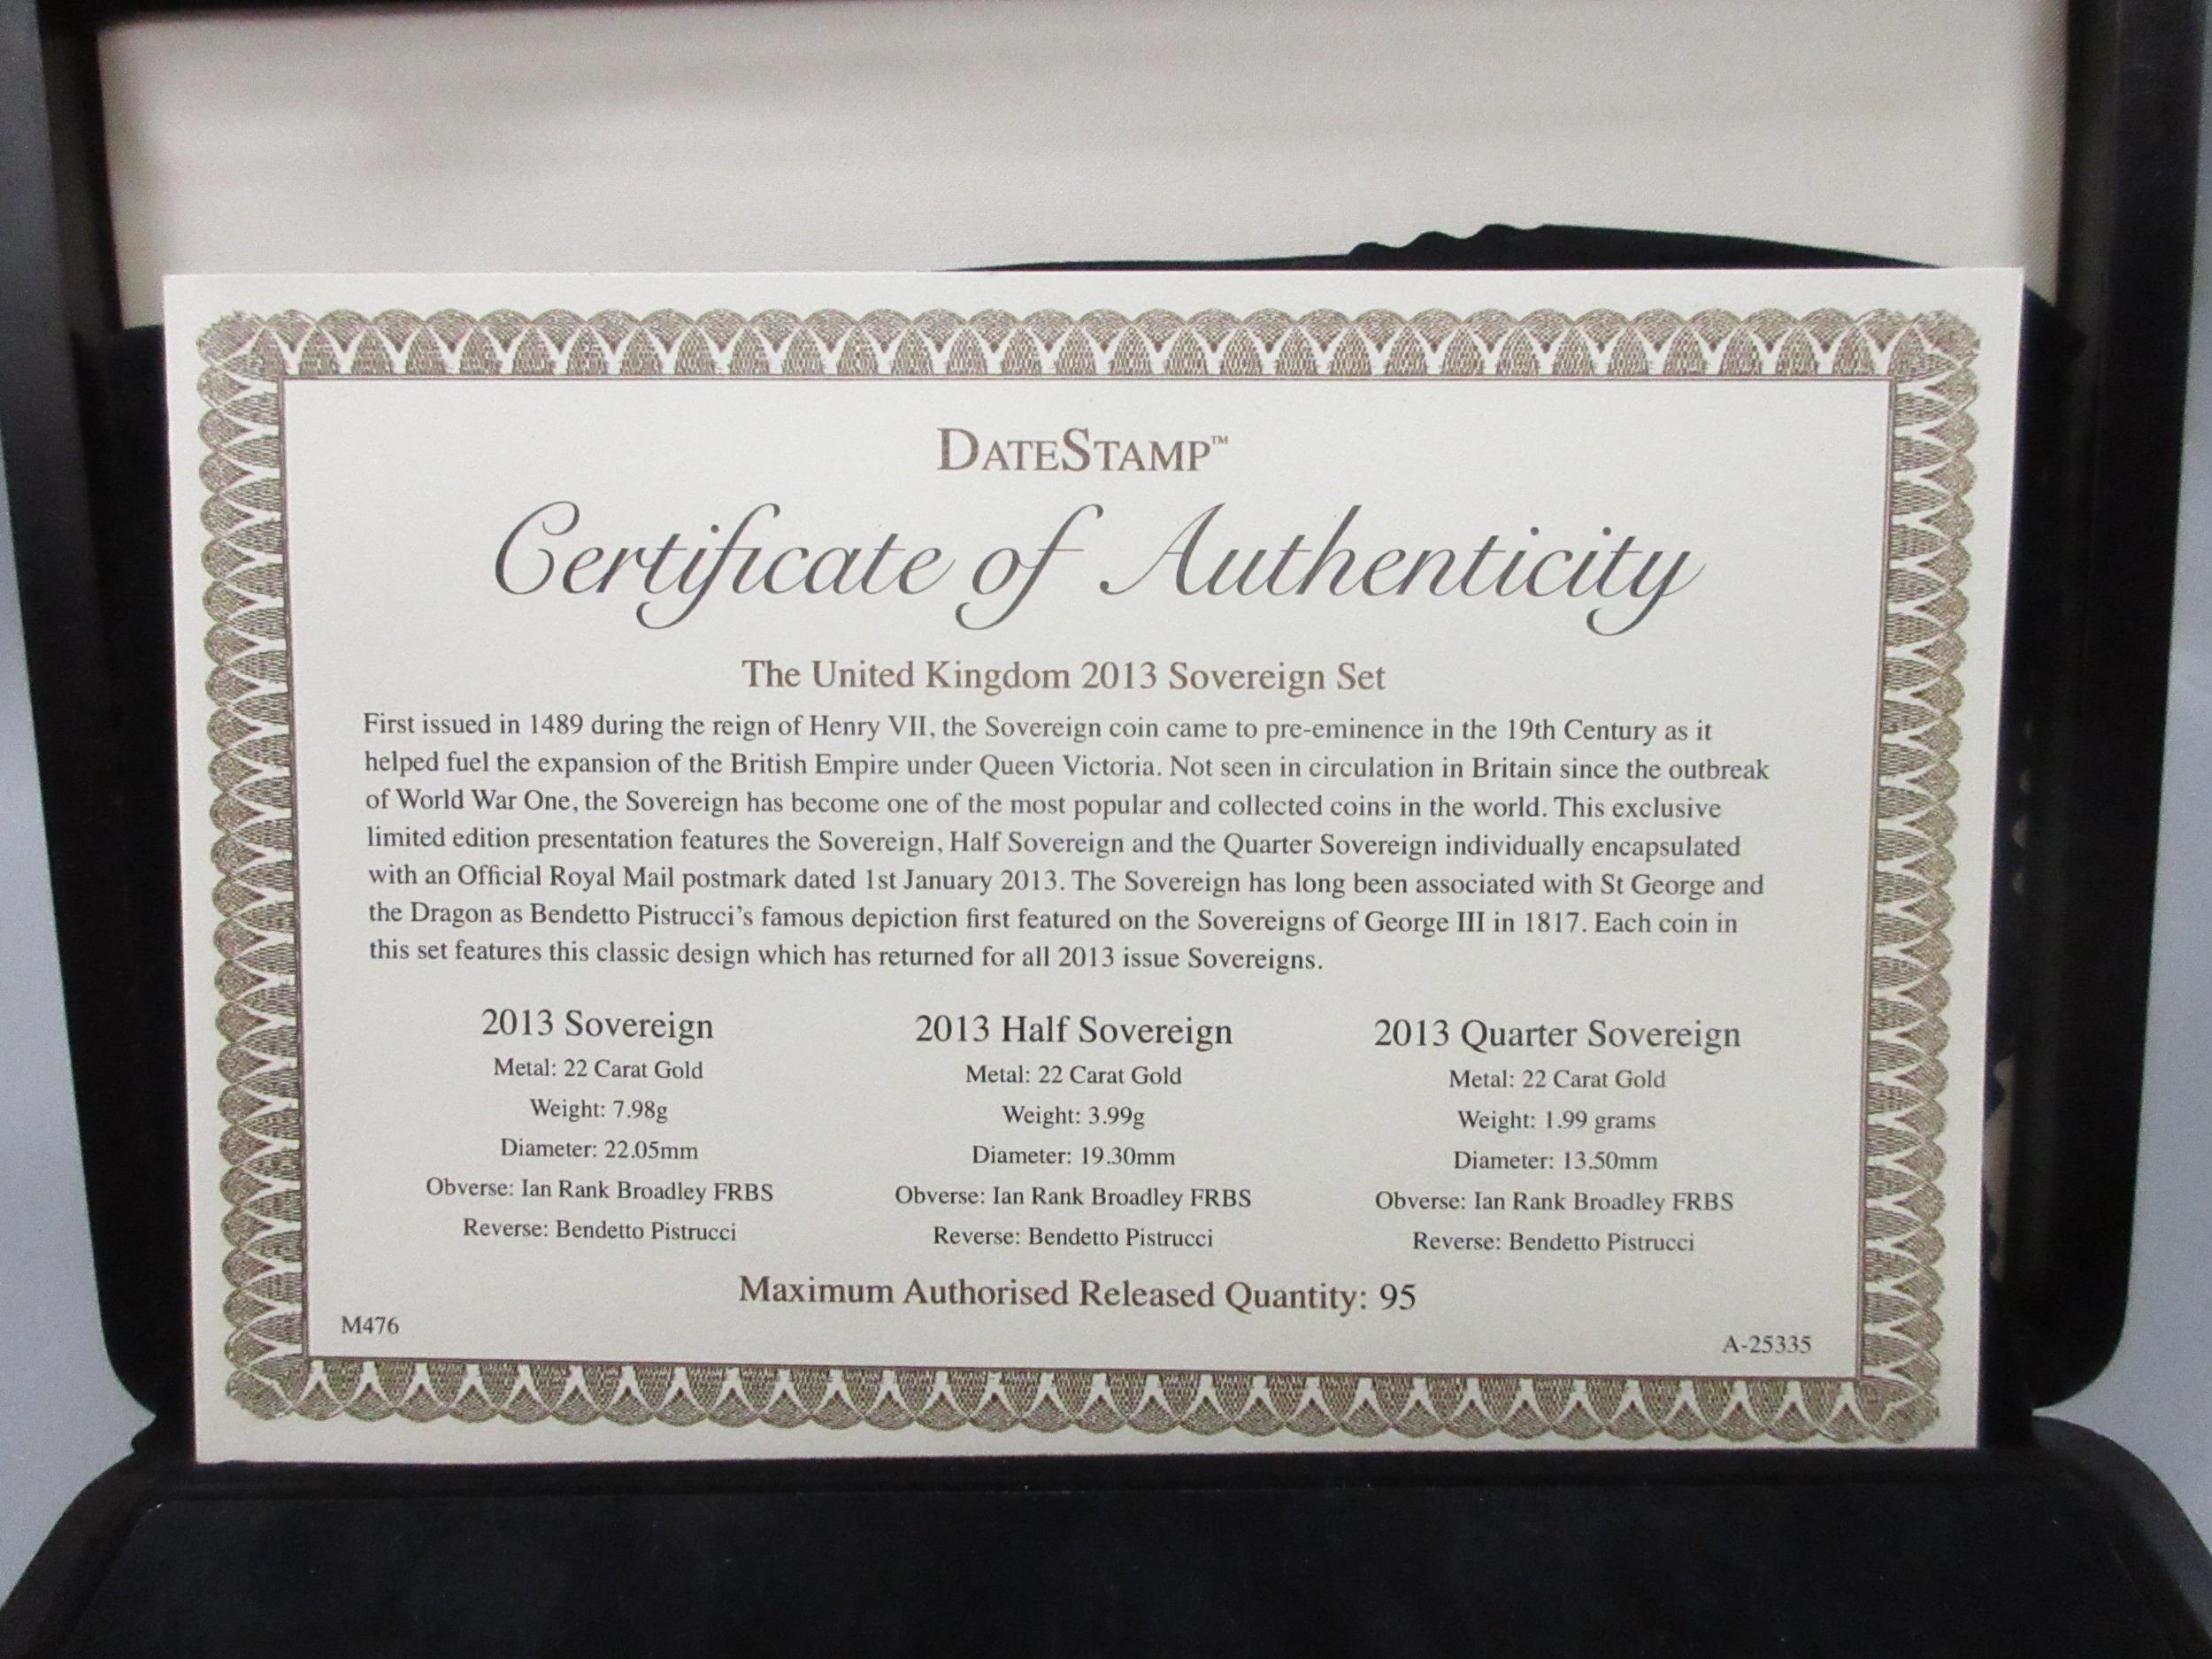 DATESTAMP™
Certificate of Authenticity
The United Kingdom 2013 Sovereign Set
First issued in 1489 during the reign of Henry VII, the Sovereign coin came to pre-eminence in the 19th Century as it
helped fuel the expansion of the British Empire under Queen Victoria. Not seen in circulation in Britain since the outbreak
of World War One, the Sovereign has become one of the most popular and collected coins in the world. This exclusive
limited edition presentation features the Sovereign, Half Sovereign and the Quarter Sovereign individually encapsulated
with an Official Royal Mail postmark dated 1st January 2013. The Sovereign has long been associated with St George and
the Dragon as Bendetto Pistrucci's famous depiction first featured on the Sovereigns of George III in 1817. Each coin in
this set features this classic design which has returned for all 2013 issue Sovereigns.
2013 Sovereign
Metal: 22 Carat Gold
Weight: 7.98g
Diameter: 22.05mm
Obverse: Ian Rank Broadley FRBS
Reverse: Bendetto Pistrucci
2013 Half Sovereign
Metal: 22 Carat Gold
Weight: 3.99g
Diameter: 19.30mm
Obverse: Ian Rank Broadley FRBS
Reverse: Bendetto Pistrucci
2013 Quarter Sovereign
Metal: 22 Carat Gold
Weight: 1.99 grams
Diameter: 13.50mm
Obverse: Ian Rank Broadley FRBS
Reverse: Bendetto Pistrucci
Maximum Authorised Released Quantity: 95
M476
A-25335